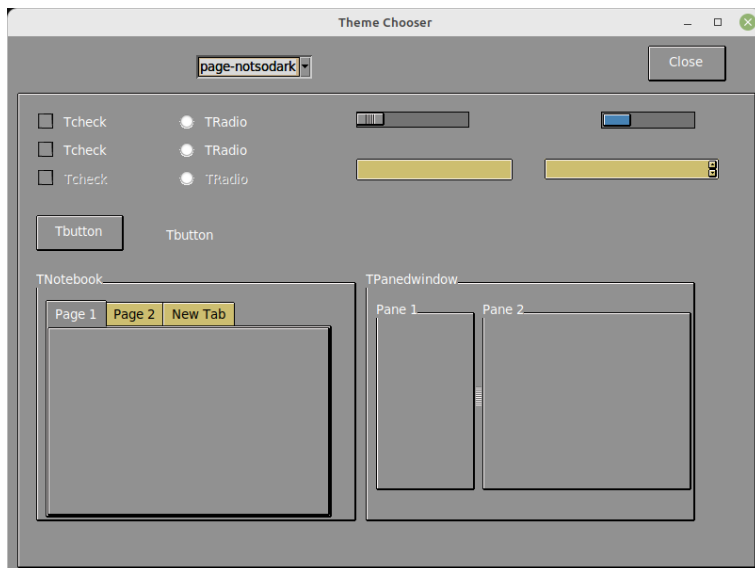 Theme Chooser
page-notsodark
Close
Tcheck
TRadio
Tcheck
TRadio
Tcheck
TRadio
Tbutton
Tbutton
TNotebook
TPanedwindow
Page 1
Page 2
New Tab
Pane 1
Pane 2